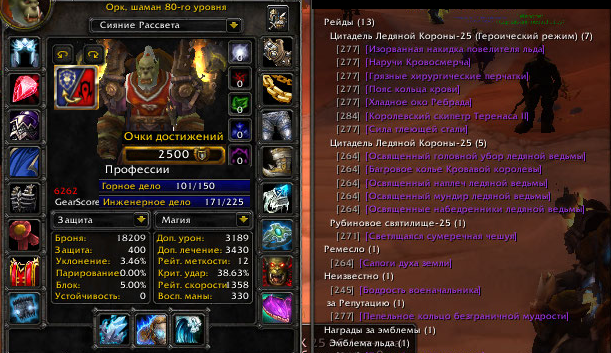 Орк, шаман 80-го уровня
Сияние Рассвета
0
0
0
0
0
Очки достижений
2500
Профессии
Горное дело 101/150
6262
GearScore
Инженерное дело 171/225
Защита
Магия
Броня: 18209
Защита: 400
Уклонение: 3.46%
Парирование: 0.00%
Блок: 5.00%
Устойчивость: 0
Доп. урон: 3189
Доп. лечение: 3430
Рейт. меткости: 12
Крит. удар: 38.63%
Рейт. скорости: 1358
Восп. маны: 330
Рейды (13)
Цитадель Ледяной Короны-25 (Героический режим) (7)
[277] [Изорванная накидка повелителя льда]
[277] [Наручи Кровосмерча]
[277] [Грязные хирургические перчатки]
[277] [Пояс кольца крови]
[277] [Хладное око Ребрада]
[284] [Королевский скипетр Теренаса II]
[277] [Сила тлеющей стали]
Цитадель Ледяной Короны-25 (5)
[264] [Освященный головной убор ледяной ведьмы]
[264] [Багровое колье Кровавой королевы]
[264] [Освященный наплеч ледяной ведьмы]
[264] [Освященный мундир ледяной ведьмы]
[264] [Освященные набедренники ледяной ведьмы]
Рубиновое святилище-25 (1)
[271] [Светящаяся сумеречная чешуя]
Ремесло (1)
[264] [Сапоги духа земли]
Неизвестно (1)
[245] [Бодрость военачальника]
за Репутацию (1)
[277] [Пепельное кольцо безграничной мудрости]
Награды за эмблемы (1)
Эмблема льда (1)